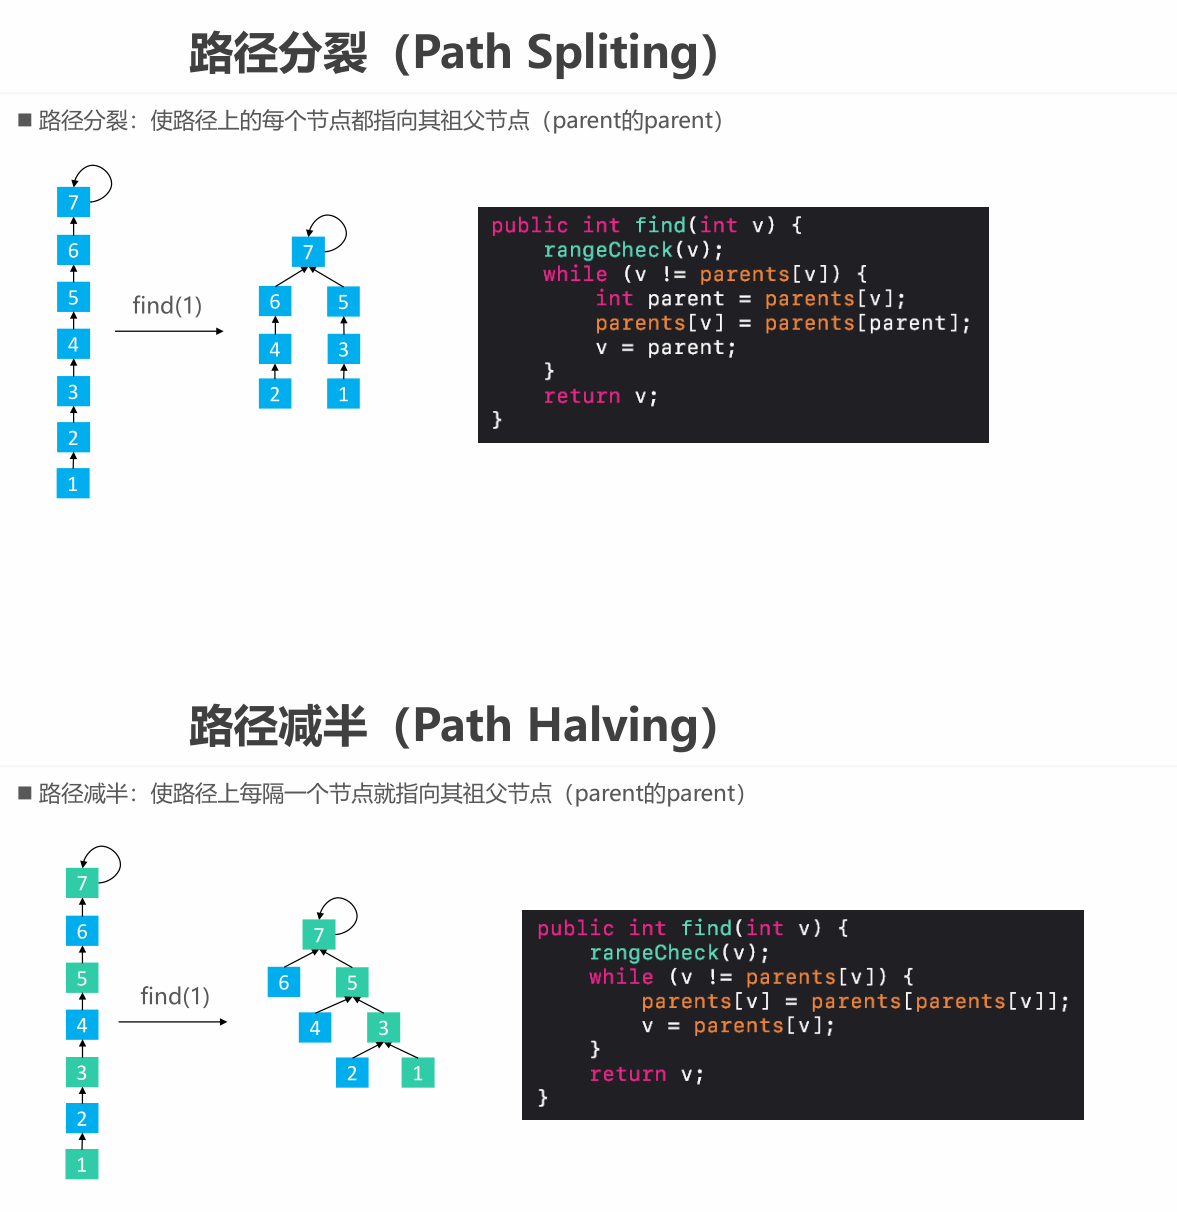 路径分裂（Path Spliting）
■ 路径分裂：使路径上的每个节点都指向其祖父节点（parent的parent）
7
6
5
4
3
2
1
find(1)
7
6 5
4 3
2 1
public int find(int v) {
    rangeCheck(v);
    while (v != parents[v]) {
        int parent = parents[v];
        parents[v] = parents[parent];
        v = parent;
    }
    return v;
}
路径减半（Path Halving）
■ 路径减半：使路径上每隔一个节点就指向其祖父节点（parent的parent）
7
6
5
4
3
2
1
find(1)
7
6 5
4 3
2 1
public int find(int v) {
    rangeCheck(v);
    while (v != parents[v]) {
        parents[v] = parents[parents[v]];
        v = parents[v];
    }
    return v;
}